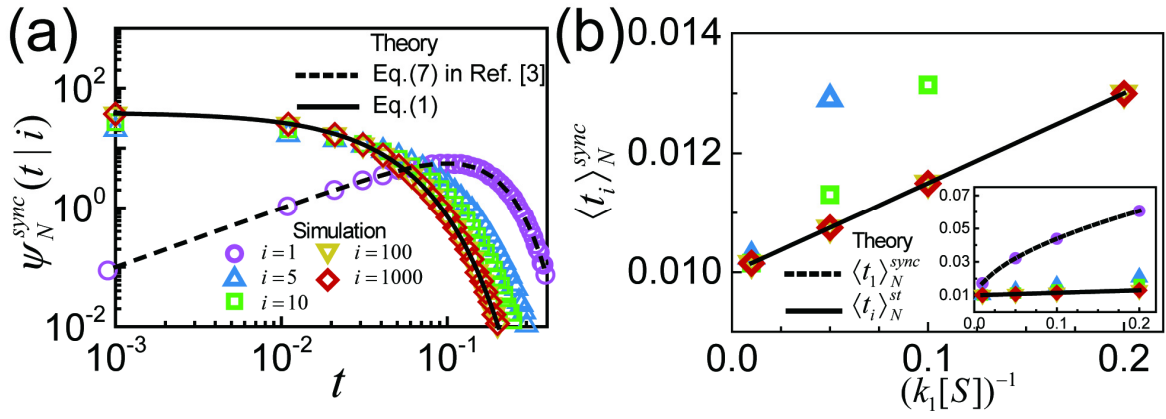 (a)
ψ_N^sync (t | i)
10^2
10^0
10^-2
10^-3
10^-2
10^-1
t
Theory
Eq.(7) in Ref. [3]
Eq.(1)
Simulation
i=1
i=100
i=5
i=1000
i=10
(b)
⟨t_i⟩_N^sync
0.014
0.012
0.010
0.0
0.1
0.2
(k_1[S])^-1
Theory
⟨t_1⟩_N^sync
⟨t_i⟩_N^st
0.07
0.05
0.03
0.01
0.0
0.1
0.2